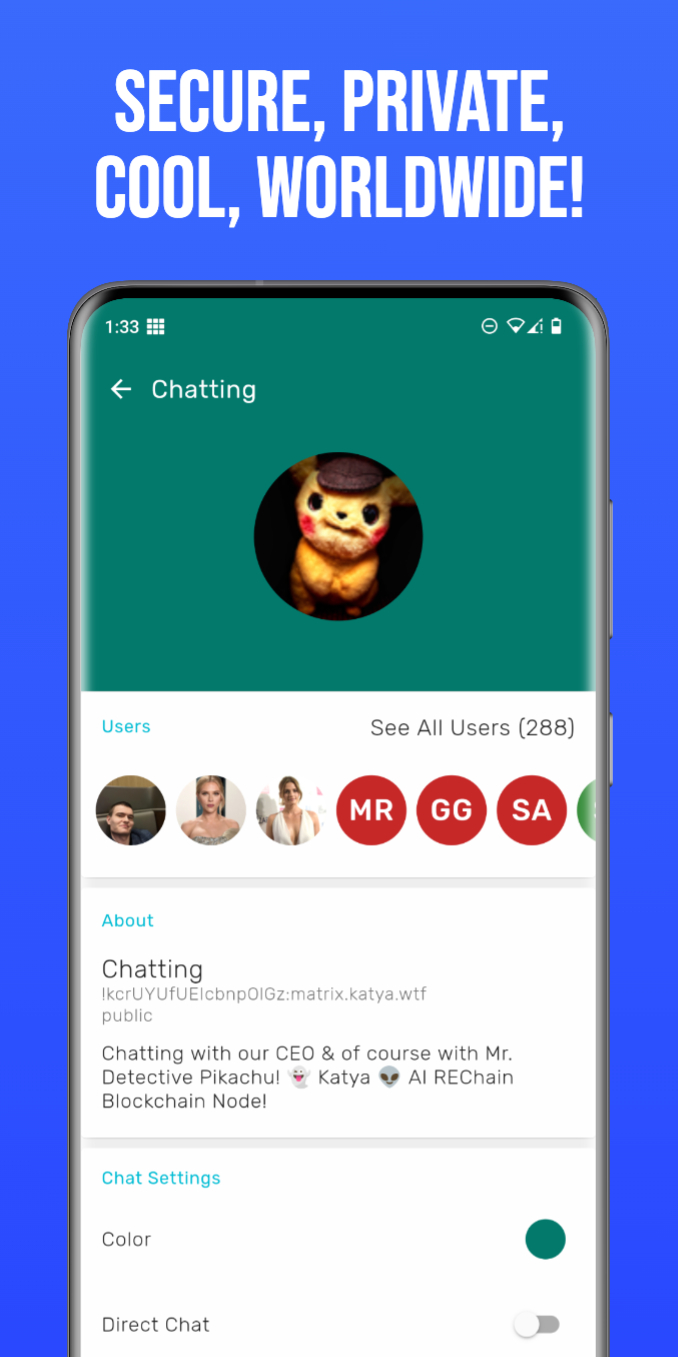 SECURE, PRIVATE,
COOL, WORLDWIDE!
1:33
Chatting
Users
See All Users (288)
MR
GG
SA
About
Chatting
!kcrUYUfUEIcbnpOlGz:matrix.katya.wtf
public
Chatting with our CEO & of course with Mr.
Detective Pikachu! 👻 Katya 👽 AI REChain
Blockchain Node!
Chat Settings
Color
Direct Chat